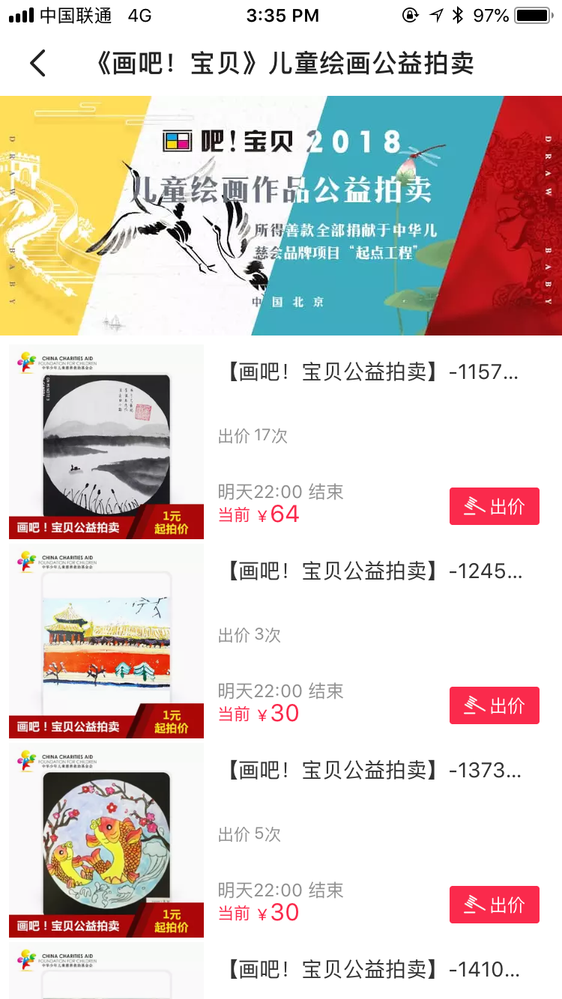 中国联通 4G 3:35 PM 97%
《画吧！宝贝》儿童绘画公益拍卖
DRAW BABY
吧！宝贝 2018
儿童绘画作品公益拍卖
所得善款全部捐献于中华儿
慈会品牌项目“起点工程”
中国北京
DRAW BABY
CHINA CHARITIES AID
FOUNDATION FOR CHILDREN
中华少年儿童慈善救助基金会
画吧！宝贝公益拍卖
1元
起拍价
【画吧！宝贝公益拍卖】-1157...
出价 17次
明天22:00 结束
当前 ¥64
出价
CHINA CHARITIES AID
FOUNDATION FOR CHILDREN
中华少年儿童慈善救助基金会
画吧！宝贝公益拍卖
1元
起拍价
【画吧！宝贝公益拍卖】-1245...
出价 3次
明天22:00 结束
当前 ¥30
出价
CHINA CHARITIES AID
FOUNDATION FOR CHILDREN
中华少年儿童慈善救助基金会
画吧！宝贝公益拍卖
1元
起拍价
【画吧！宝贝公益拍卖】-1373...
出价 5次
明天22:00 结束
当前 ¥30
出价
CHINA CHARITIES AID
FOUNDATION FOR CHILDREN
中华少年儿童慈善救助基金会
【画吧！宝贝公益拍卖】-1410...